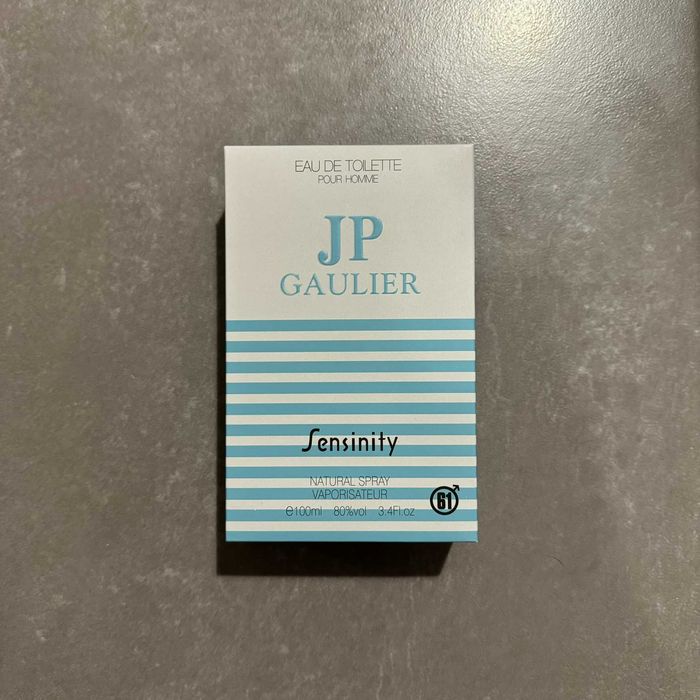 EAU DE TOILETTE
POUR HOMME
JP
GAULIER
Sensinity
NATURAL SPRAY
VAPORISATEUR
61
℮100ml 80%vol 3.4Fl.oz